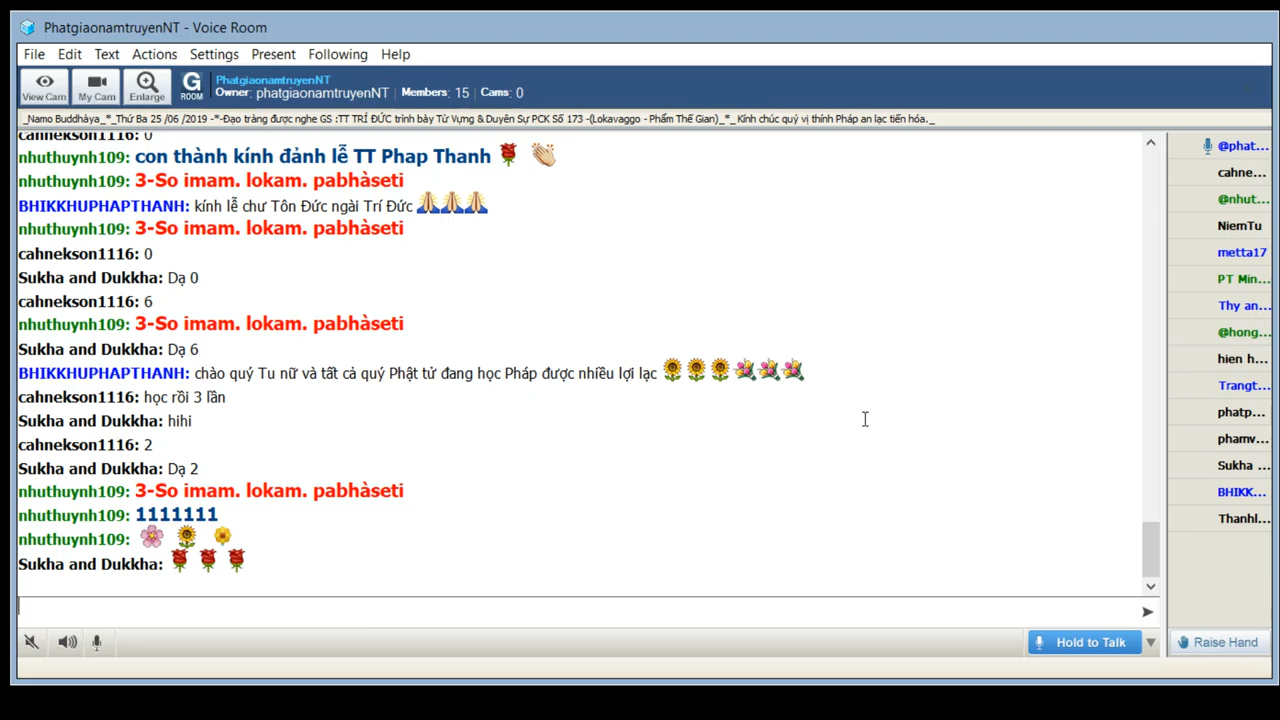 PhatgiaonamtruyenNT - Voice Room
File Edit Text Actions Settings Present Following Help
View Cam My Cam Enlarge G ROOM
PhatgiaonamtruyenNT
Owner: phatgiaonamtruyenNT Members: 15 Cams: 0
_Namo Buddhàya_*_Thứ Ba 25 /06 /2019 -*-Đạo tràng được nghe GS :TT TRÍ ĐỨC trình bày Từ Vựng & Duyên Sự PCK Số 173 -(Lokavaggo - Phẩm Thế Gian)_*_ Kính chúc quý vị thính Pháp an lạc tiến hóa._
cahnekson1116: 0
nhuthuynh109: con thành kính đảnh lễ TT Phap Thanh
nhuthuynh109: 3-So imam. lokam. pabhàseti
BHIKKHUPHAPTHANH: kính lễ chư Tôn Đức ngài Trí Đức
nhuthuynh109: 3-So imam. lokam. pabhàseti
cahnekson1116: 0
Sukha and Dukkha: Dạ 0
cahnekson1116: 6
nhuthuynh109: 3-So imam. lokam. pabhàseti
Sukha and Dukkha: Dạ 6
BHIKKHUPHAPTHANH: chào quý Tu nữ và tất cả quý Phật tử đang học Pháp được nhiều lợi lạc
cahnekson1116: học rồi 3 lần
Sukha and Dukkha: hihi
cahnekson1116: 2
Sukha and Dukkha: Dạ 2
nhuthuynh109: 3-So imam. lokam. pabhàseti
nhuthuynh109: 1111111
nhuthuynh109:
Sukha and Dukkha:
@phat...
cahne...
@nhut...
NiemTu
metta17
PT Min...
Thy an...
@hong...
hien h...
Trangt...
phatp...
phamv...
Sukha ...
BHIKK...
Thanhl...
Hold to Talk
Raise Hand